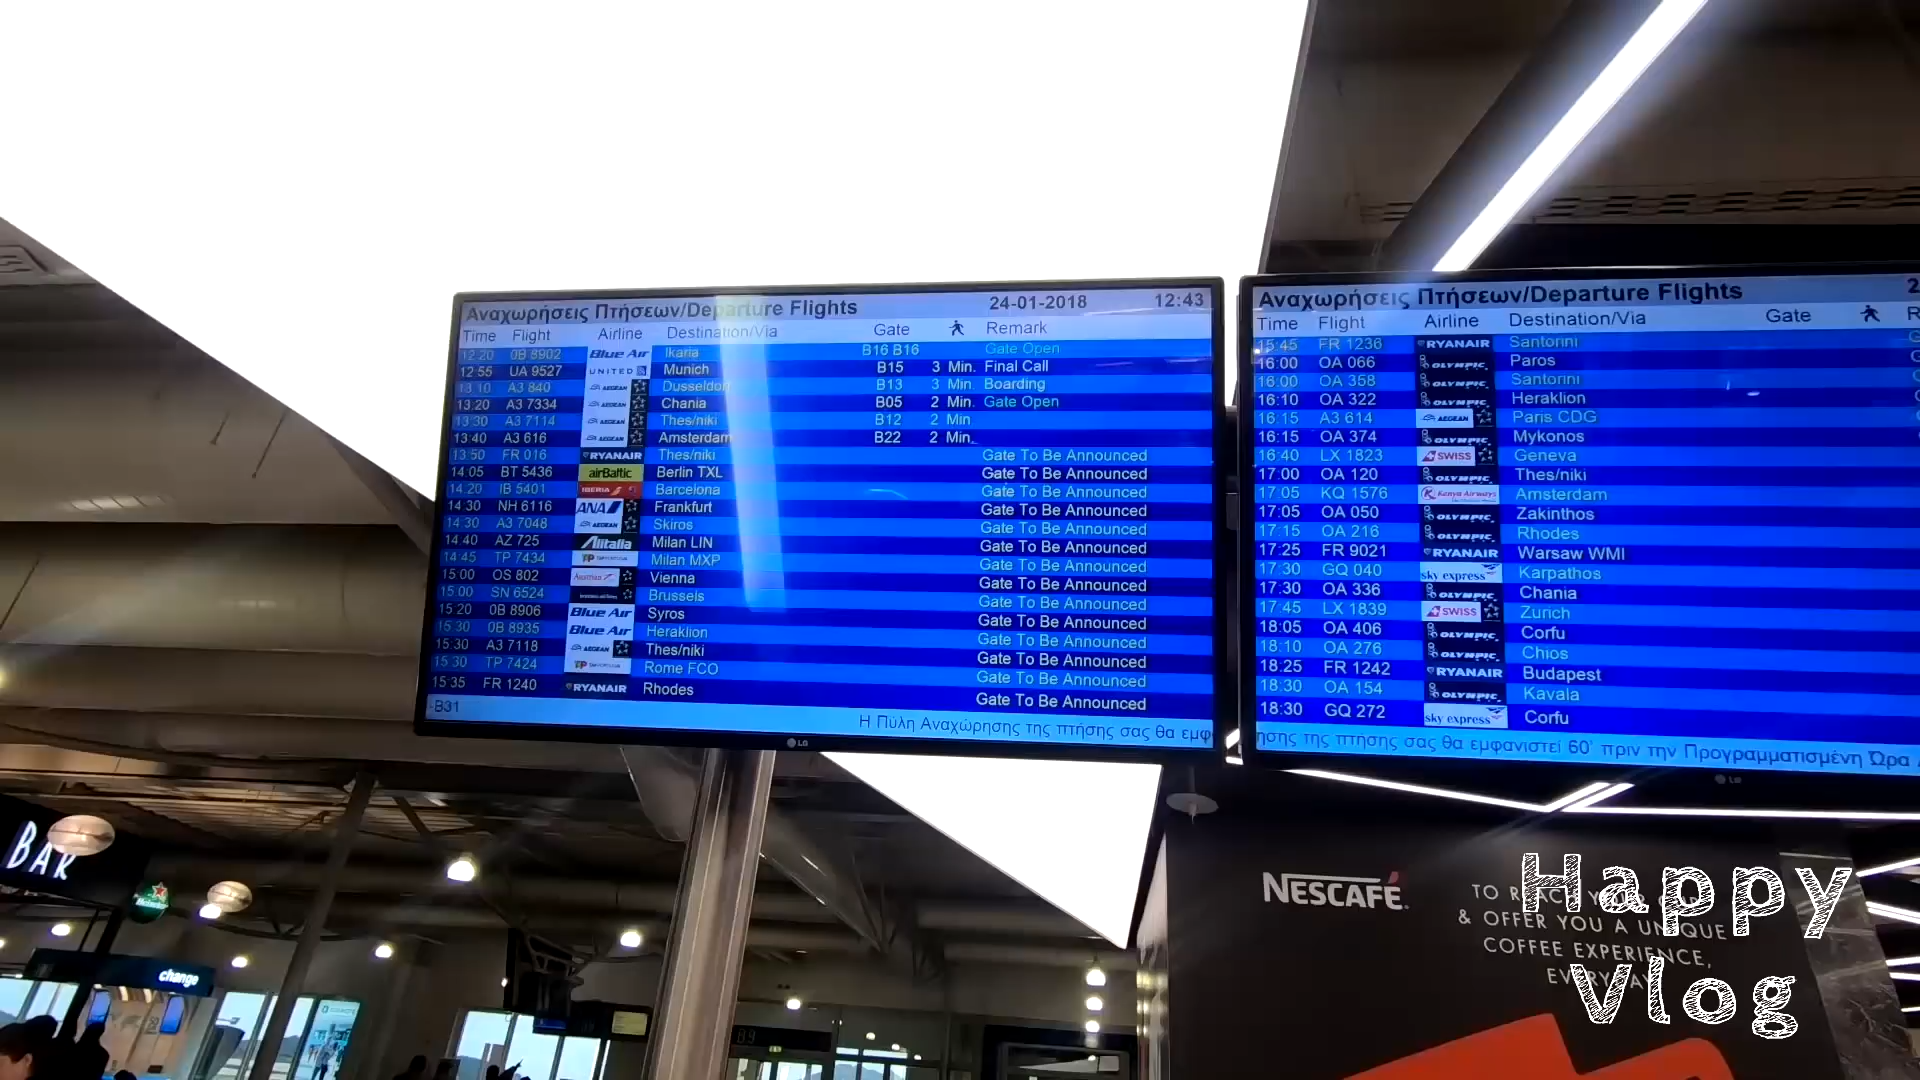 Αναχωρήσεις Πτήσεων/Departure Flights 24-01-2018 12:43
Time Flight Airline Destination/Via Gate Remark
12:20 0B 8902 Blue Air Ikaria B16 B16 Gate Open
12:55 UA 9527 UNITED Munich B15 3 Min. Final Call
13:10 A3 840 AEGEAN Dusseldorf B13 3 Min. Boarding
13:20 A3 7334 AEGEAN Chania B05 2 Min. Gate Open
13:30 A3 7114 AEGEAN Thes/niki B12 2 Min
13:40 A3 616 AEGEAN Amsterdam B22 2 Min.
13:50 FR 016 RYANAIR Thes/niki Gate To Be Announced
14:05 BT 5436 airBaltic Berlin TXL Gate To Be Announced
14:20 IB 5401 IBERIA Barcelona Gate To Be Announced
14:30 NH 6116 ANA Frankfurt Gate To Be Announced
14:30 A3 7048 AEGEAN Skiros Gate To Be Announced
14:40 AZ 725 Alitalia Milan LIN Gate To Be Announced
14:45 TP 7434 TP Milan MXP Gate To Be Announced
15:00 OS 802 Austrian Vienna Gate To Be Announced
15:00 SN 6524 Brussels Gate To Be Announced
15:20 0B 8906 Blue Air Syros Gate To Be Announced
15:30 0B 8935 Blue Air Heraklion Gate To Be Announced
15:30 A3 7118 AEGEAN Thes/niki Gate To Be Announced
15:30 TP 7424 TP Rome FCO Gate To Be Announced
15:35 FR 1240 RYANAIR Rhodes Gate To Be Announced
-B31
Η Πύλη Αναχώρησης της πτήσης σας θα εμφ
LG
Αναχωρήσεις Πτήσεων/Departure Flights 2
Time Flight Airline Destination/Via Gate R
15:45 FR 1236 RYANAIR Santorini
16:00 OA 066 OLYMPIC Paros
16:00 OA 358 OLYMPIC Santorini
16:10 OA 322 OLYMPIC Heraklion
16:15 A3 614 AEGEAN Paris CDG
16:15 OA 374 OLYMPIC Mykonos
16:40 LX 1823 SWISS Geneva
17:00 OA 120 OLYMPIC Thes/niki
17:05 KQ 1576 Kenya Airways Amsterdam
17:05 OA 050 OLYMPIC Zakinthos
17:15 OA 216 OLYMPIC Rhodes
17:25 FR 9021 RYANAIR Warsaw WMI
17:30 GQ 040 sky express Karpathos
17:30 OA 336 OLYMPIC Chania
17:45 LX 1839 SWISS Zurich
18:05 OA 406 OLYMPIC Corfu
18:10 OA 276 OLYMPIC Chios
18:25 FR 1242 RYANAIR Budapest
18:30 OA 154 OLYMPIC Kavala
18:30 GQ 272 sky express Corfu
ησης της πτήσης σας θα εμφανιστεί 60' πριν την Προγραμματισμένη Ώρα
LG
BAR
Heineken
change
NESCAFÉ
TO
& OFFER YOU A UNIQUE
COFFEE EXPERIENCE,
Happy
Vlog